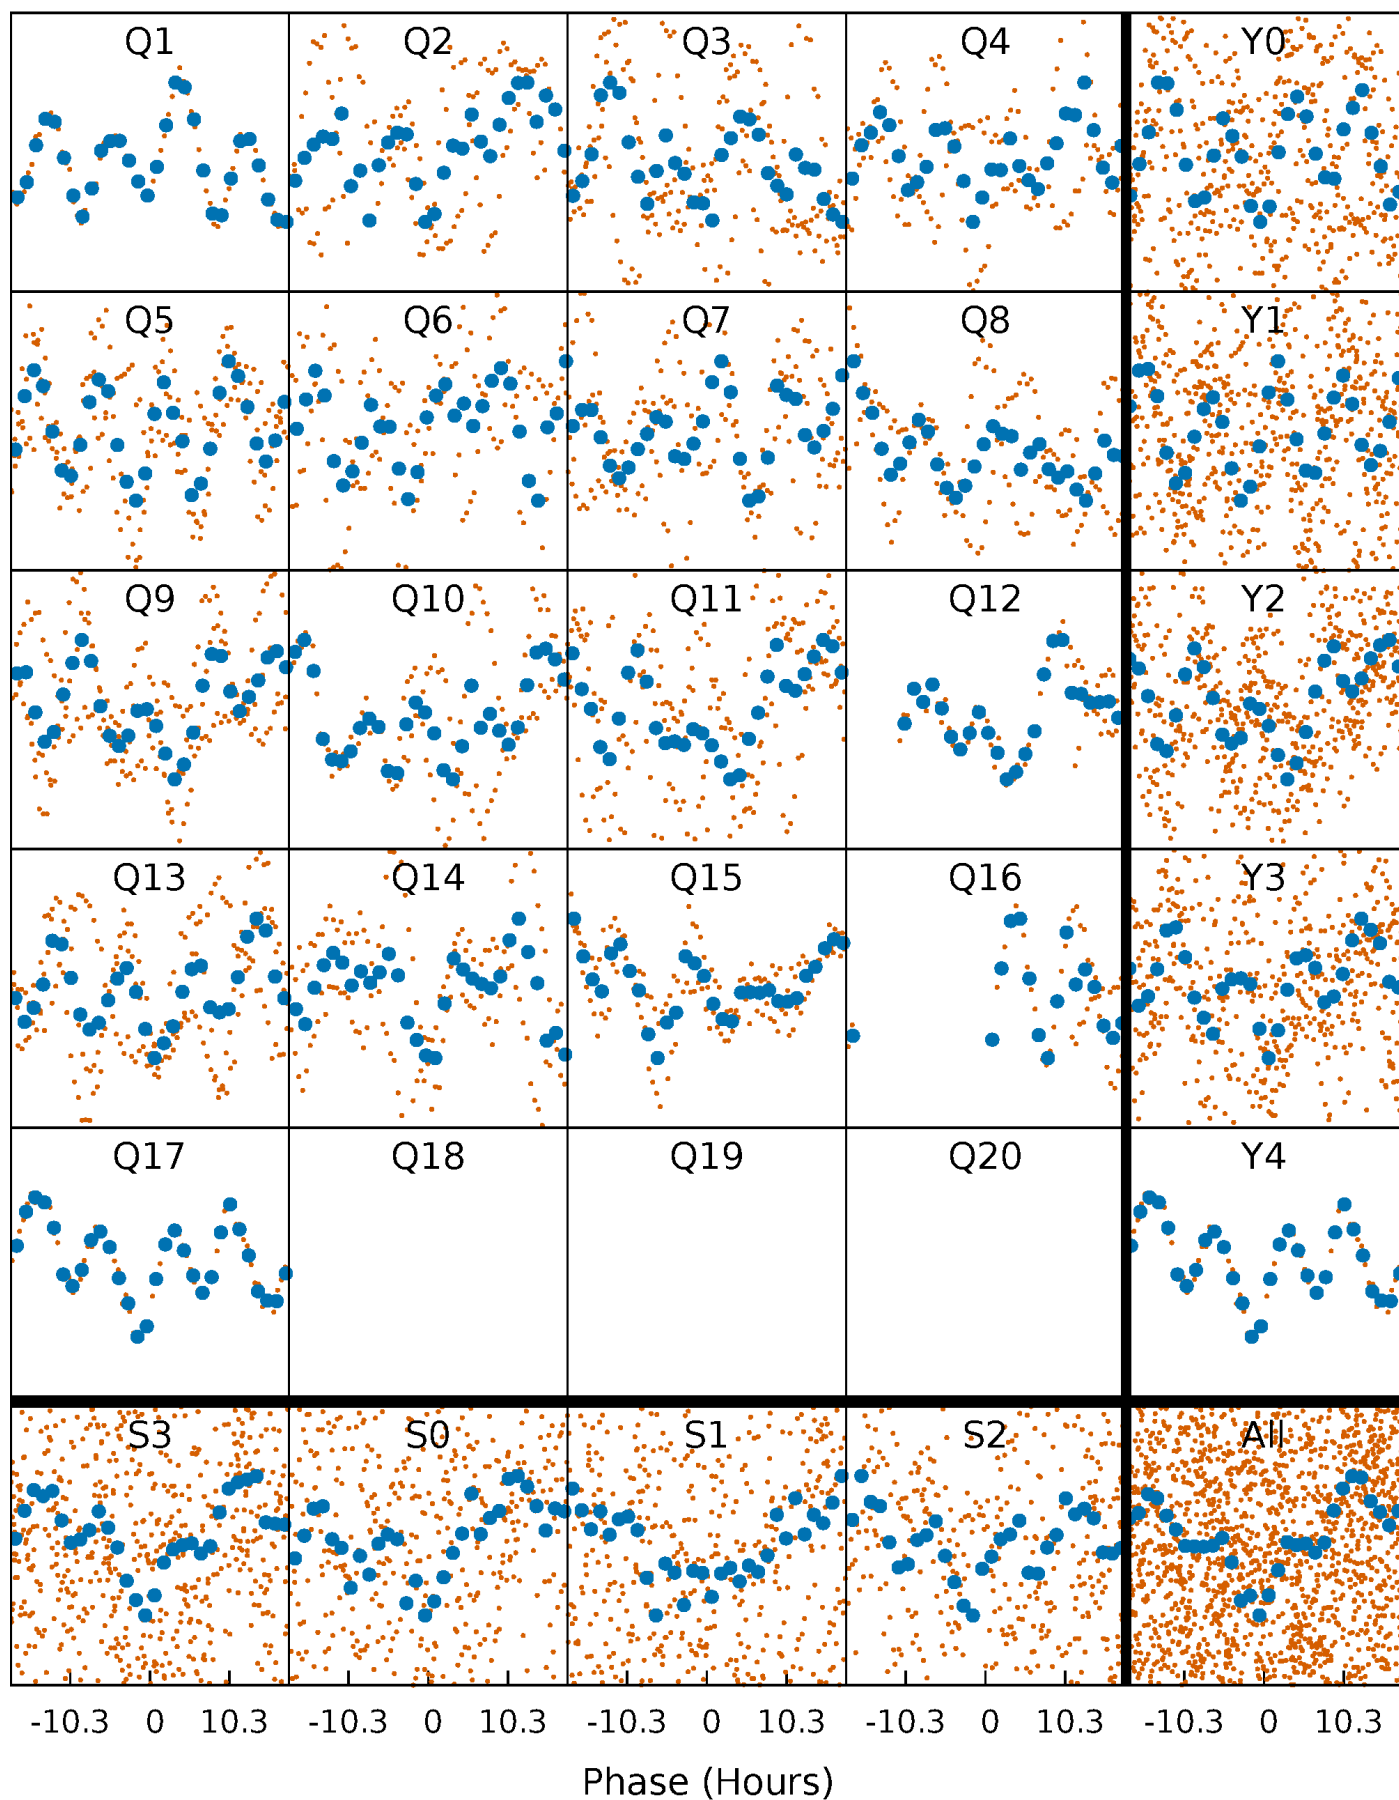 Q1 Q2 Q3 Q4 Y0
Q5 Q6 Q7 Q8 Y1
Q9 Q10 Q11 Q12 Y2
Q13 Q14 Q15 Q16 Y3
Q17 Q18 Q19 Q20 Y4
S3 S0 S1 S2 All
-10.3 0 10.3 -10.3 0 10.3 -10.3 0 10.3 -10.3 0 10.3 -10.3 0 10.3
Phase (Hours)